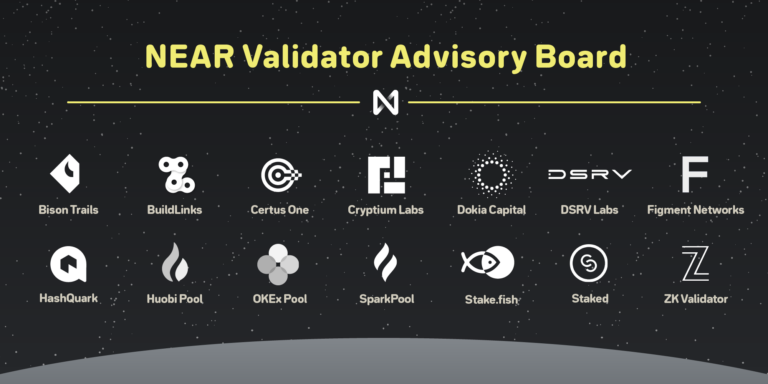 NEAR Validator Advisory Board
Bison Trails
BuildLinks
Certus One
Cryptium Labs
Dokia Capital
DSRV
DSRV Labs
Figment Networks
HashQuark
Huobi Pool
OKEx Pool
SparkPool
Stake.fish
Staked
ZK Validator